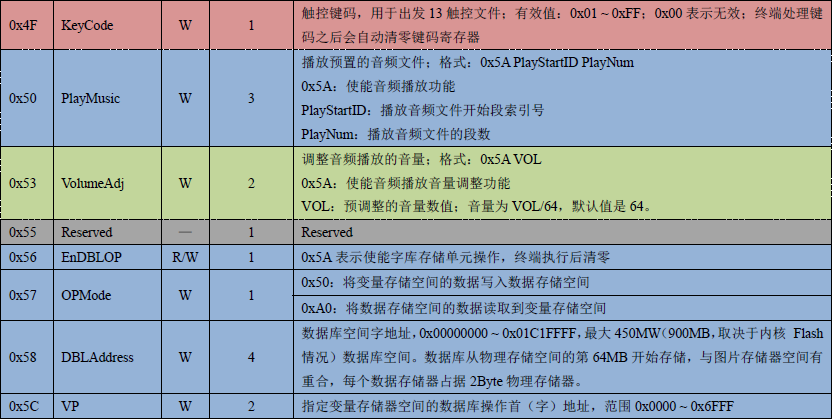 0x4F KeyCode W 1 触控键码，用于出发 13 触控文件；有效值：0x01 ~ 0xFF；0x00 表示无效；终端处理键
码之后会自动清零键码寄存器
0x50 PlayMusic W 3 播放预置的音频文件；格式：0x5A PlayStartID PlayNum
0x5A：使能音频播放功能
PlayStartID：播放音频文件开始段索引号
PlayNum：播放音频文件的段数
0x53 VolumeAdj W 2 调整音频播放的音量；格式：0x5A VOL
0x5A：使能音频播放音量调整功能
VOL：预调整的音量数值；音量为 VOL/64，默认值是 64。
0x55 Reserved — 1 Reserved
0x56 EnDBLOP R/W 1 0x5A 表示使能字库存储单元操作，终端执行后清零
0x57 OPMode W 1 0x50：将变量存储空间的数据写入数据存储空间
0xA0：将数据存储空间的数据读取到变量存储空间
0x58 DBLAddress W 4 数据库空间字地址，0x00000000 ~ 0x01C1FFFF，最大 450MW（900MB，取决于内核 Flash
情况）数据库空间。数据库从物理存储空间的第 64MB 开始存储，与图片存储器空间有
重合，每个数据存储器占据 2Byte 物理存储器。
0x5C VP W 2 指定变量存储器空间的数据库操作首（字）地址，范围 0x0000 ~ 0x6FFF